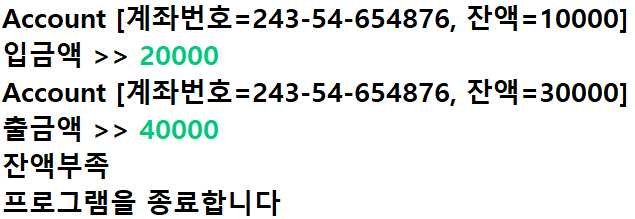 Account [계좌번호=243-54-654876, 잔액=10000]
입금액 >> 20000
Account [계좌번호=243-54-654876, 잔액=30000]
출금액 >> 40000
잔액부족
프로그램을 종료합니다